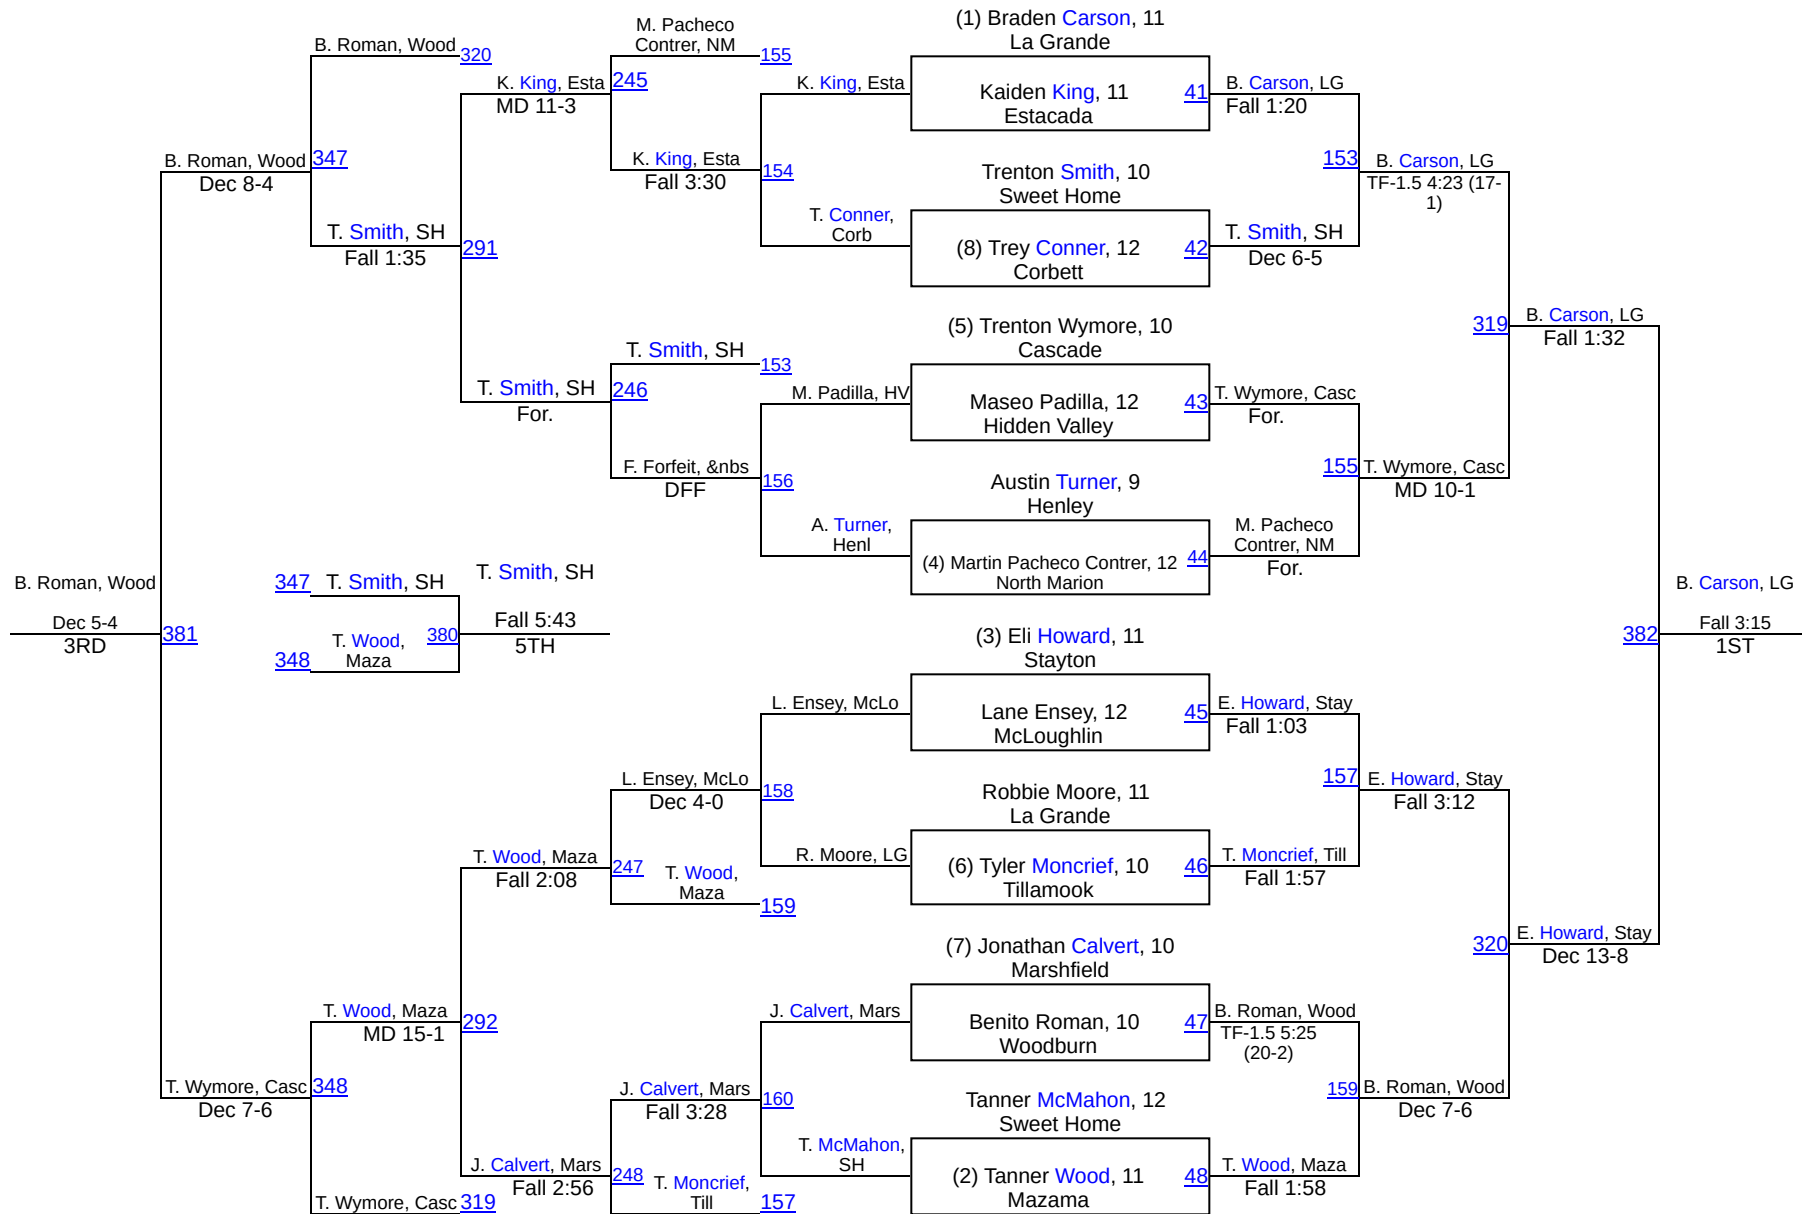 (1) Braden Carson, 11
La Grande
M. Pacheco
Contrer, NM
B. Roman, Wood
320
155
K. King, Esta
MD 11-3
245
K. King, Esta
Kaiden King, 11
Estacada
41
B. Carson, LG
Fall 1:20
B. Roman, Wood
Dec 8-4
347
K. King, Esta
Fall 3:30
154
Trenton Smith, 10
Sweet Home
153
B. Carson, LG
TF-1.5 4:23 (17-
1)
T. Smith, SH
Fall 1:35
291
T. Conner,
Corb
(8) Trey Conner, 12
Corbett
42
T. Smith, SH
Dec 6-5
(5) Trenton Wymore, 10
Cascade
319
B. Carson, LG
Fall 1:32
T. Smith, SH
153
T. Smith, SH
For.
246
M. Padilla, HV
Maseo Padilla, 12
Hidden Valley
43
T. Wymore, Casc
For.
F. Forfeit, &nbs
DFF
156
Austin Turner, 9
Henley
155
T. Wymore, Casc
MD 10-1
A. Turner,
Henl
(4) Martin Pacheco Contrer, 12
North Marion
44
M. Pacheco
Contrer, NM
For.
B. Roman, Wood
Dec 5-4
3RD
381
347
T. Smith, SH
348
T. Wood,
Maza
380
T. Smith, SH
Fall 5:43
5TH
B. Carson, LG
Fall 3:15
1ST
382
(3) Eli Howard, 11
Stayton
L. Ensey, McLo
Lane Ensey, 12
McLoughlin
45
E. Howard, Stay
Fall 1:03
L. Ensey, McLo
Dec 4-0
158
Robbie Moore, 11
La Grande
157
E. Howard, Stay
Fall 3:12
T. Wood, Maza
Fall 2:08
247
T. Wood,
Maza
159
R. Moore, LG
(6) Tyler Moncrief, 10
Tillamook
46
T. Moncrief, Till
Fall 1:57
(7) Jonathan Calvert, 10
Marshfield
320
E. Howard, Stay
Dec 13-8
T. Wood, Maza
MD 15-1
292
J. Calvert, Mars
Benito Roman, 10
Woodburn
47
B. Roman, Wood
TF-1.5 5:25
(20-2)
T. Wymore, Casc
Dec 7-6
348
J. Calvert, Mars
Fall 3:28
160
Tanner McMahon, 12
Sweet Home
159
B. Roman, Wood
Dec 7-6
J. Calvert, Mars
Fall 2:56
248
T. Moncrief,
Till
157
T. McMahon,
SH
(2) Tanner Wood, 11
Mazama
48
T. Wood, Maza
Fall 1:58
T. Wymore, Casc
319